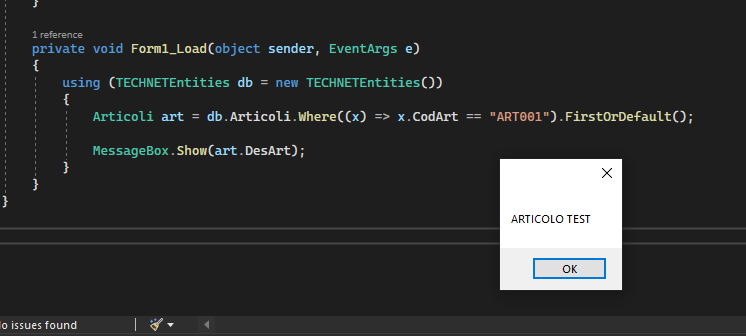 }
1 reference
private void Form1_Load(object sender, EventArgs e)
{
using (TECHNETEntities db = new TECHNETEntities())
{
Articoli art = db.Articoli.Where((x) => x.CodArt == "ART001").FirstOrDefault();
MessageBox.Show(art.DesArt);
}
}
}
ARTICOLO TEST
OK
o issues found